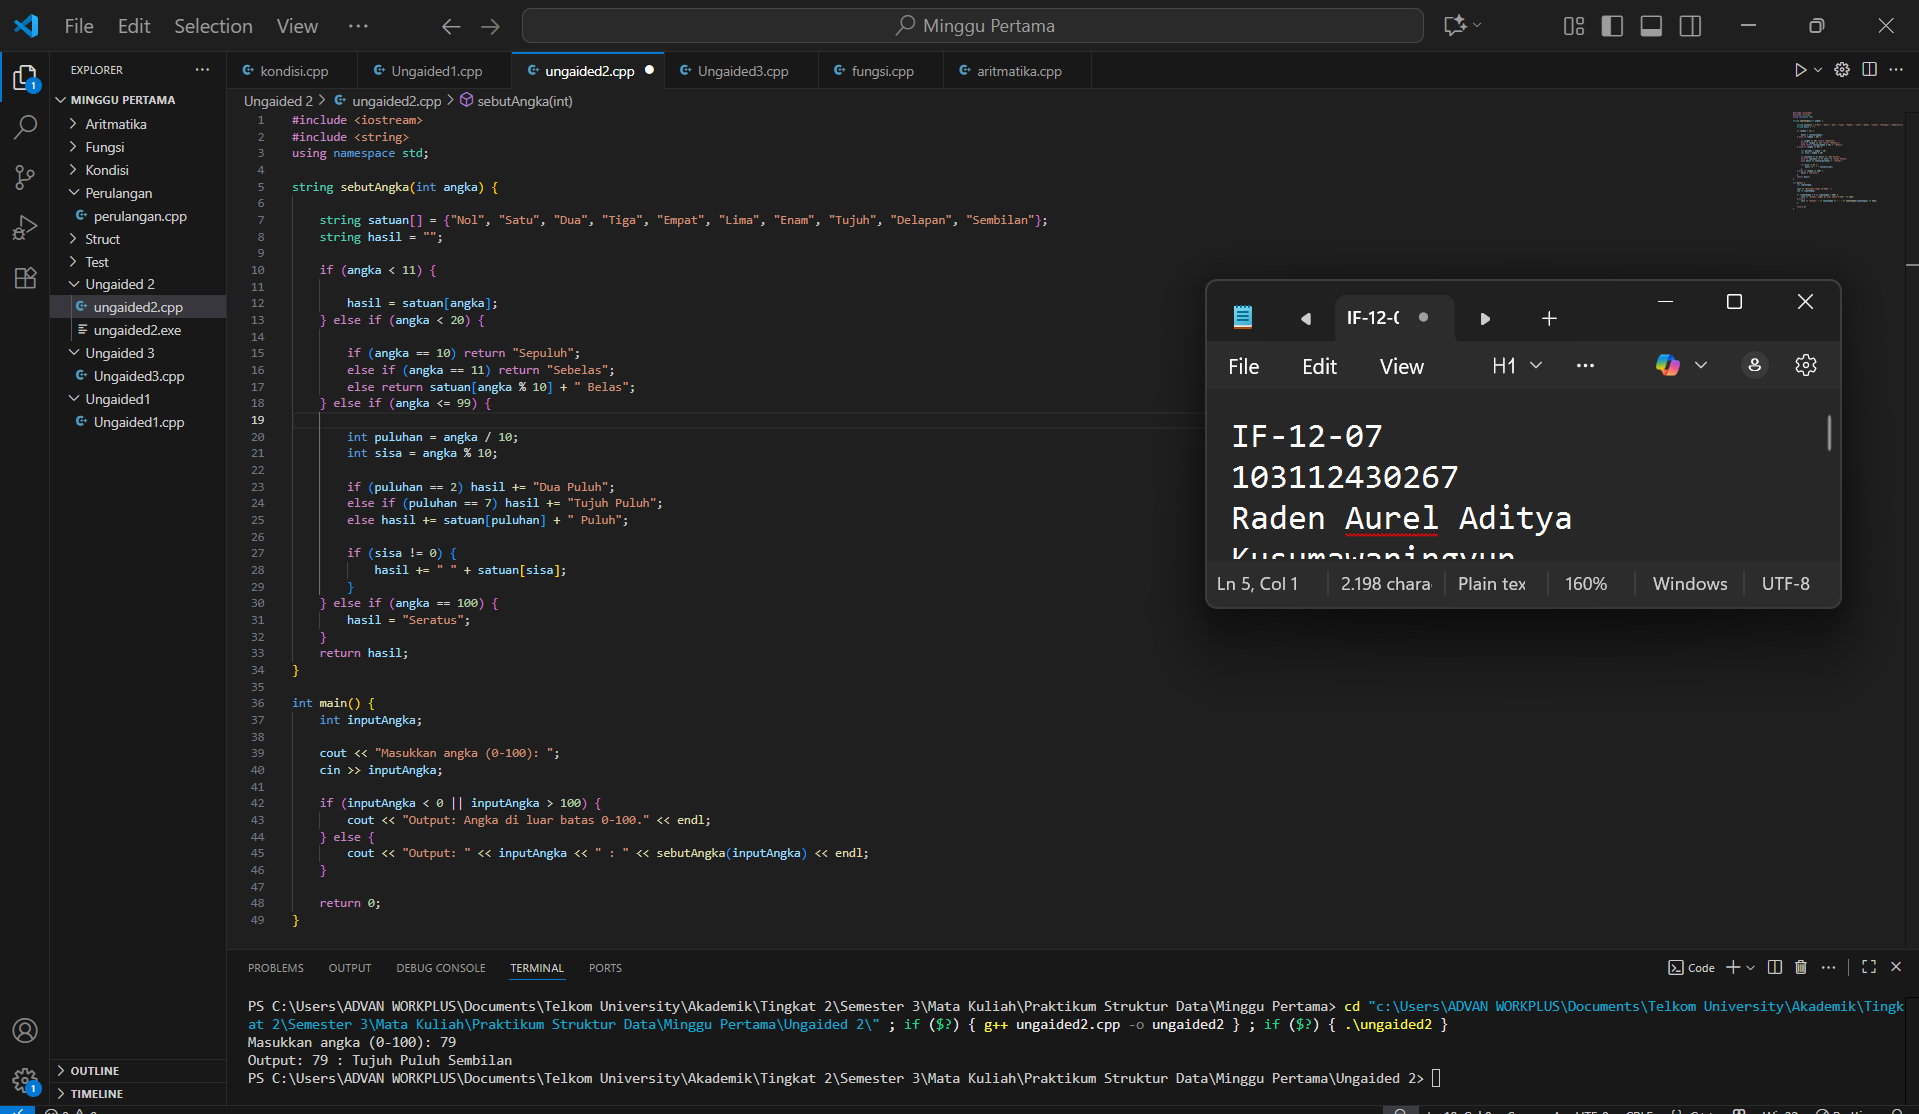 File Edit Selection View ··· Minggu Pertama
EXPLORER ···
kondisi.cpp Ungaided1.cpp ungaided2.cpp Ungaided3.cpp fungsi.cpp aritmatika.cpp
MINGGU PERTAMA
Aritmatika
Fungsi
Kondisi
Perulangan
perulangan.cpp
Struct
Test
Ungaided 2
ungaided2.cpp
ungaided2.exe
Ungaided 3
Ungaided3.cpp
Ungaided1
Ungaided1.cpp
OUTLINE
TIMELINE
Ungaided 2 > ungaided2.cpp > sebutAngka(int)
1 #include <iostream>
2 #include <string>
3 using namespace std;
4
5 string sebutAngka(int angka) {
6
7 string satuan[] = {"Nol", "Satu", "Dua", "Tiga", "Empat", "Lima", "Enam", "Tujuh", "Delapan", "Sembilan"};
8 string hasil = "";
9
10 if (angka < 11) {
11
12 hasil = satuan[angka];
13 } else if (angka < 20) {
14
15 if (angka == 10) return "Sepuluh";
16 else if (angka == 11) return "Sebelas";
17 else return satuan[angka % 10] + " Belas";
18 } else if (angka <= 99) {
19
20 int puluhan = angka / 10;
21 int sisa = angka % 10;
22
23 if (puluhan == 2) hasil += "Dua Puluh";
24 else if (puluhan == 7) hasil += "Tujuh Puluh";
25 else hasil += satuan[puluhan] + " Puluh";
26
27 if (sisa != 0) {
28 hasil += " " + satuan[sisa];
29 }
30 } else if (angka == 100) {
31 hasil = "Seratus";
32 }
33 return hasil;
34 }
35
36 int main() {
37 int inputAngka;
38
39 cout << "Masukkan angka (0-100): ";
40 cin >> inputAngka;
41
42 if (inputAngka < 0 || inputAngka > 100) {
43 cout << "Output: Angka di luar batas 0-100." << endl;
44 } else {
45 cout << "Output: " << inputAngka << " : " << sebutAngka(inputAngka) << endl;
46 }
47
48 return 0;
49 }
IF-12-
File Edit View H1 ···
IF-12-07
103112430267
Raden Aurel Aditya
Kusumawaningyun
Ln 5, Col 1 2.198 chara Plain tex 160% Windows UTF-8
PROBLEMS OUTPUT DEBUG CONSOLE TERMINAL PORTS Code
PS C:\Users\ADVAN WORKPLUS\Documents\Telkom University\Akademik\Tingkat 2\Semester 3\Mata Kuliah\Praktikum Struktur Data\Minggu Pertama> cd "c:\Users\ADVAN WORKPLUS\Documents\Telkom University\Akademik\Tingk
at 2\Semester 3\Mata Kuliah\Praktikum Struktur Data\Minggu Pertama\Ungaided 2\" ; if ($?) { g++ ungaided2.cpp -o ungaided2 } ; if ($?) { .\ungaided2 }
Masukkan angka (0-100): 79
Output: 79 : Tujuh Puluh Sembilan
PS C:\Users\ADVAN WORKPLUS\Documents\Telkom University\Akademik\Tingkat 2\Semester 3\Mata Kuliah\Praktikum Struktur Data\Minggu Pertama\Ungaided 2>